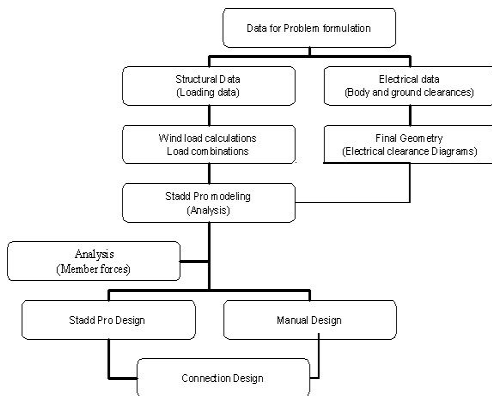 Data for Problem formulation
Structural Data
(Loading data)
Electrical data
(Body and ground clearances)
Wind load calculations
Load combinations
Final Geometry
(Electrical clearance Diagrams)
Stadd Pro modeling
(Analysis)
Analysis
(Member forces)
Stadd Pro Design
Manual Design
Connection Design